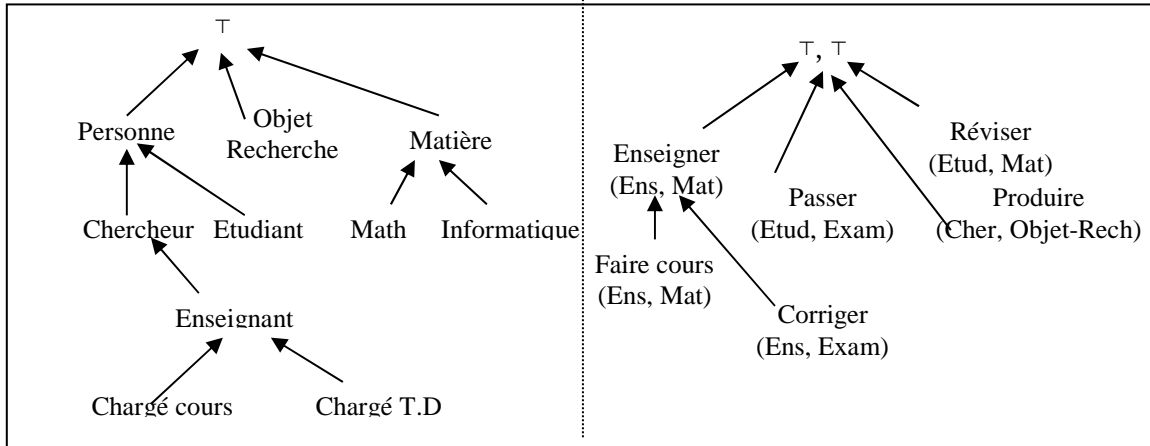 ⊤
Personne
Objet
Recherche
Matière
Chercheur
Etudiant
Math
Informatique
Enseignant
Chargé cours
Chargé T.D
⊤, ⊤
Enseigner
(Ens, Mat)
Réviser
(Etud, Mat)
Passer
(Etud, Exam)
Produire
(Cher, Objet-Rech)
Faire cours
(Ens, Mat)
Corriger
(Ens, Exam)